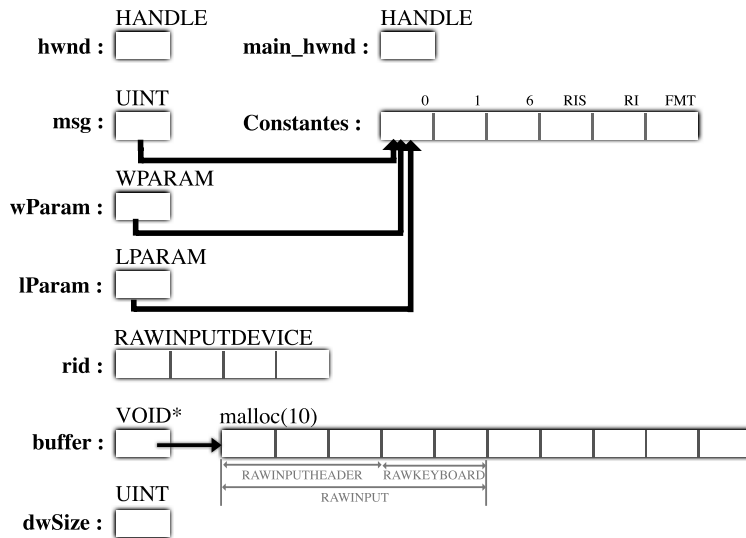 HANDLE HANDLE
hwnd : main_hwnd :
UINT 0 1 6 RIS RI FMT
msg : Constantes :
WPARAM
wParam :
LPARAM
lParam :
RAWINPUTDEVICE
rid :
VOID* malloc(10)
buffer :
RAWINPUTHEADER RAWKEYBOARD
RAWINPUT
UINT
dwSize :